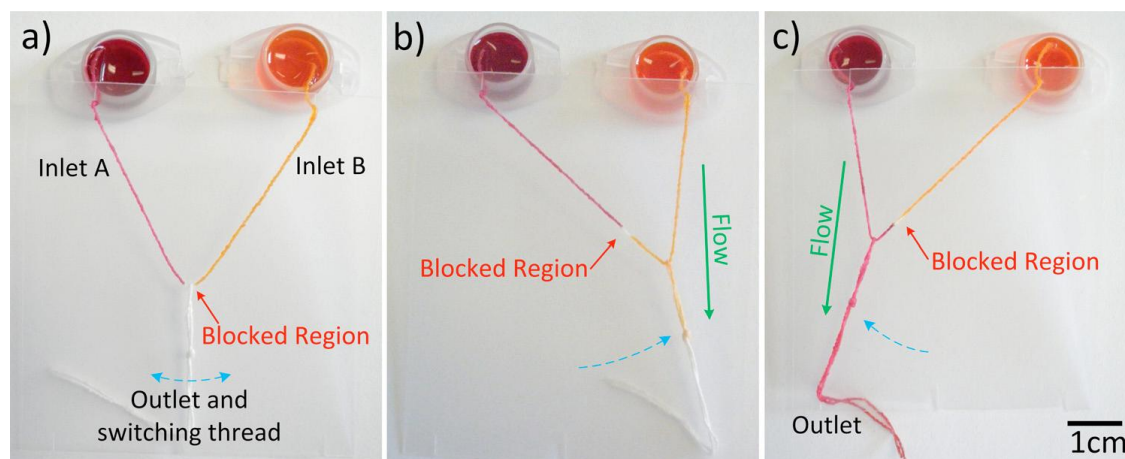 a)
Inlet A
Inlet B
Blocked Region
Outlet and
switching thread
b)
Flow
Blocked Region
c)
Flow
Blocked Region
Outlet
1cm